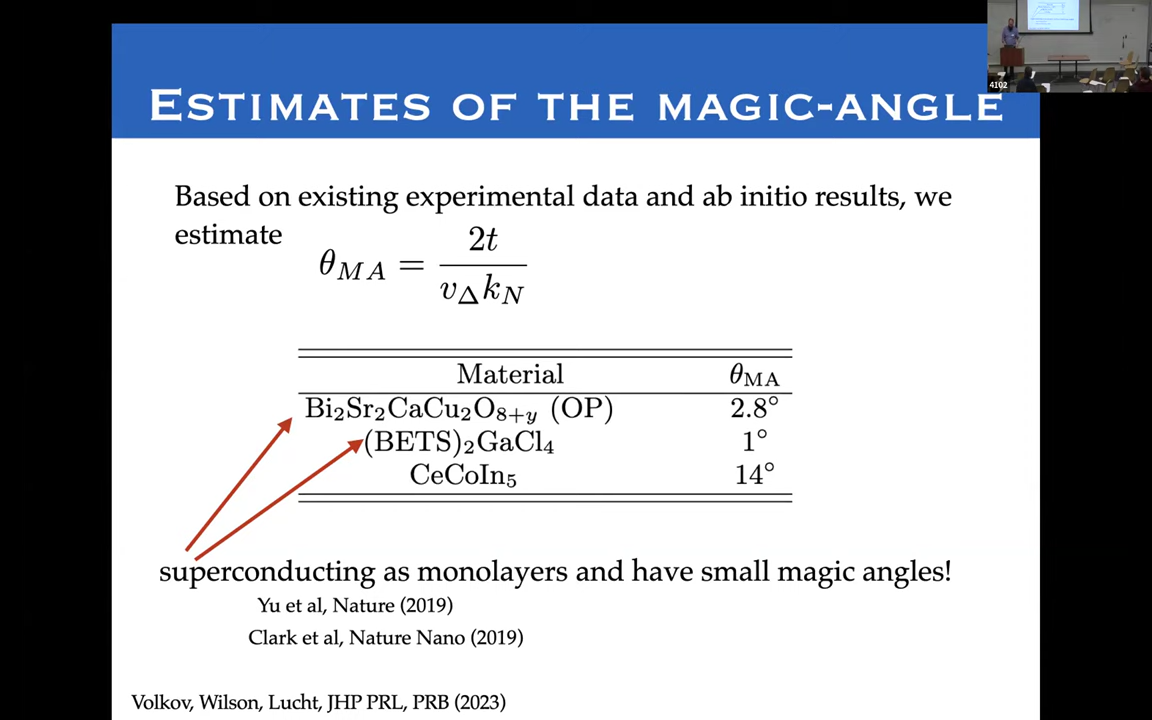 4102
ESTIMATES OF THE MAGIC-ANGLE
Based on existing experimental data and ab initio results, we
estimate
θ_MA = 2t / v_Δ k_N
Material θ_MA
Bi₂Sr₂CaCu₂O₈₊y (OP) 2.8°
(BETS)₂GaCl₄ 1°
CeCoIn₅ 14°
superconducting as monolayers and have small magic angles!
Yu et al, Nature (2019)
Clark et al, Nature Nano (2019)
Volkov, Wilson, Lucht, JHP PRL, PRB (2023)